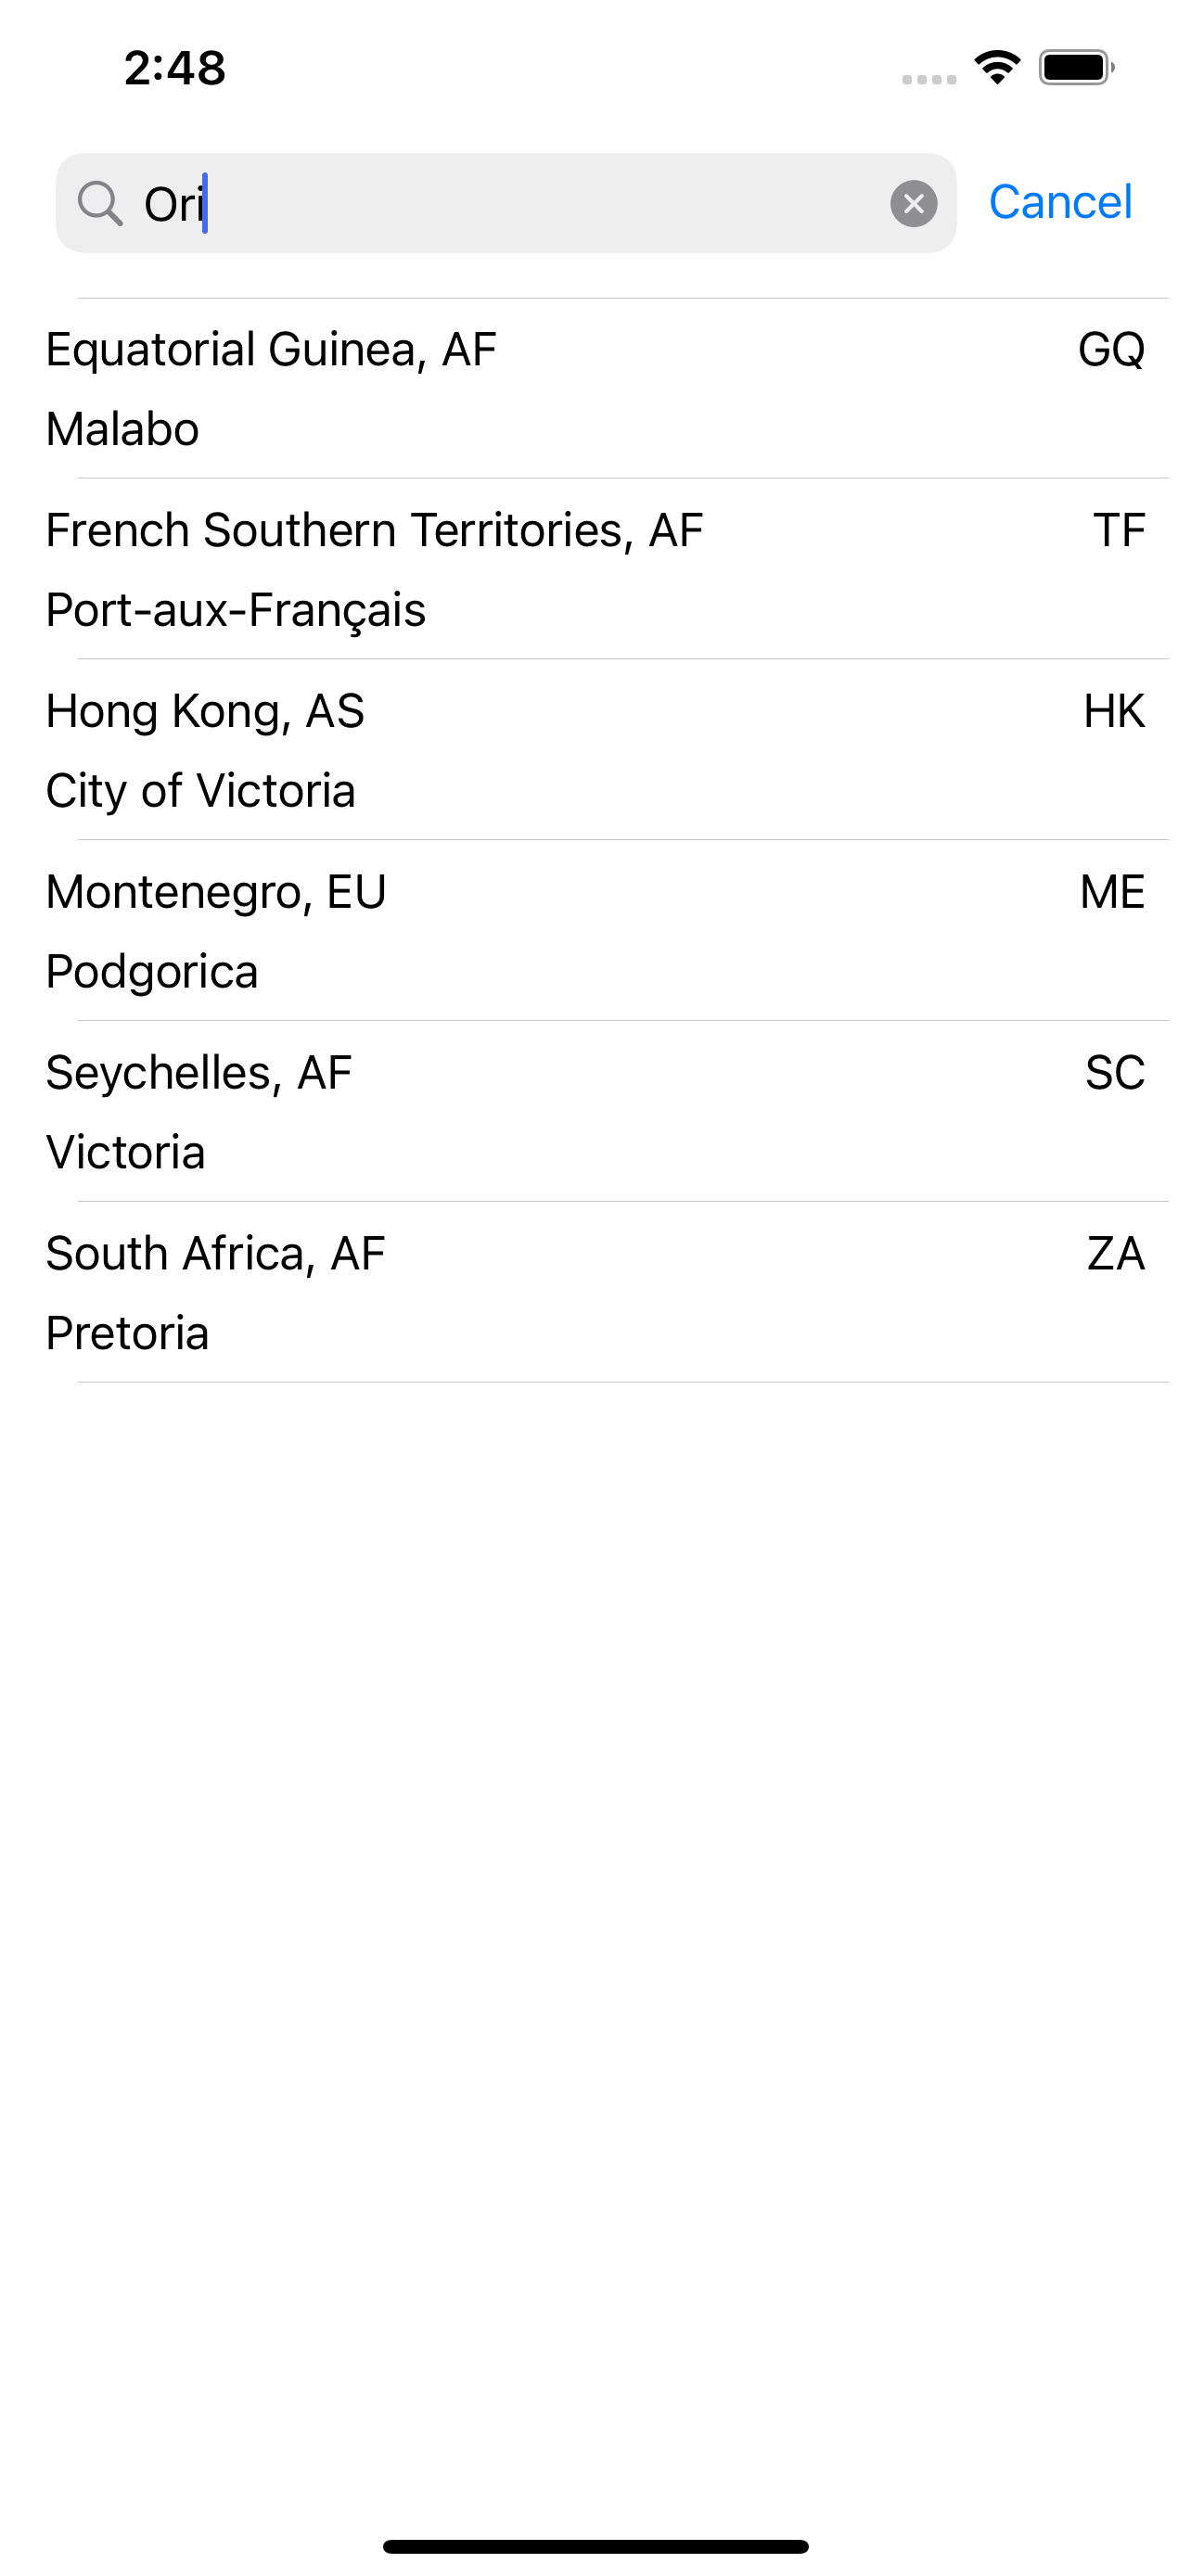 2:48
Ori
Cancel
Equatorial Guinea, AF GQ
Malabo
French Southern Territories, AF TF
Port-aux-Français
Hong Kong, AS HK
City of Victoria
Montenegro, EU ME
Podgorica
Seychelles, AF SC
Victoria
South Africa, AF ZA
Pretoria